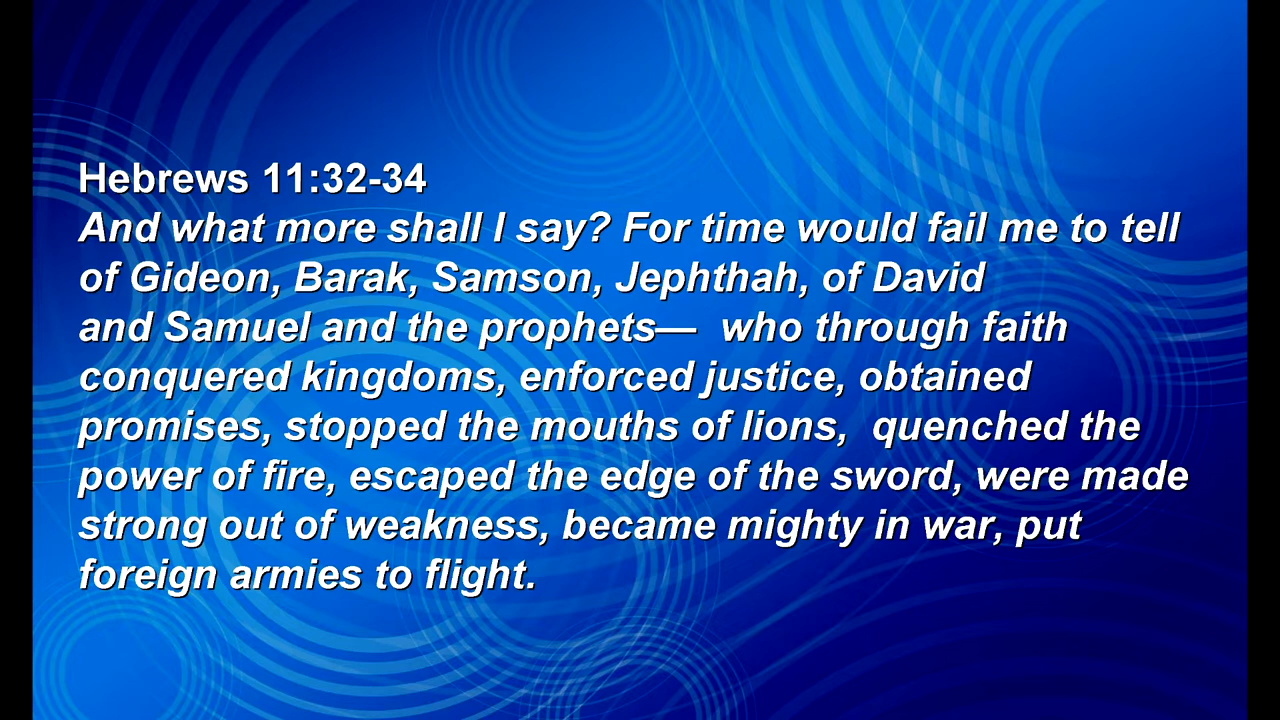 Hebrews 11:32-34
And what more shall I say? For time would fail me to tell
of Gideon, Barak, Samson, Jephthah, of David
and Samuel and the prophets—  who through faith
conquered kingdoms, enforced justice, obtained
promises, stopped the mouths of lions,  quenched the
power of fire, escaped the edge of the sword, were made
strong out of weakness, became mighty in war, put
foreign armies to flight.